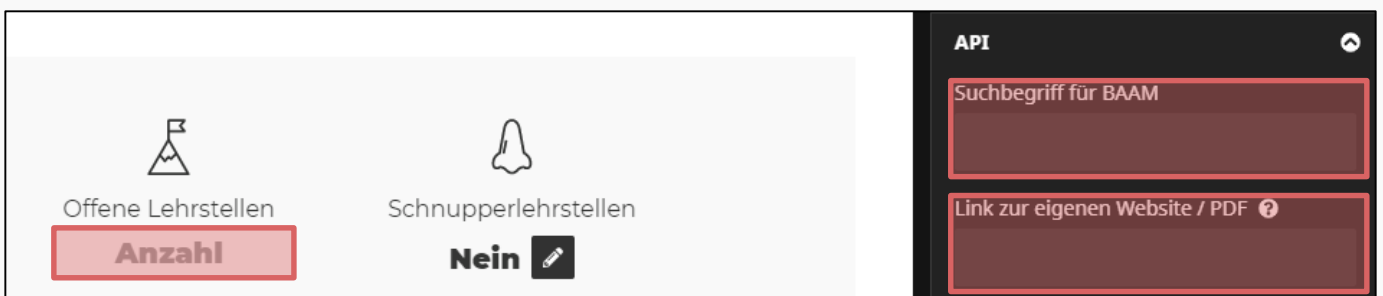 Offene Lehrstellen
Anzahl
Schnupperlehrstellen
Nein
API
Suchbegriff für BAAM
Link zur eigenen Website / PDF ?